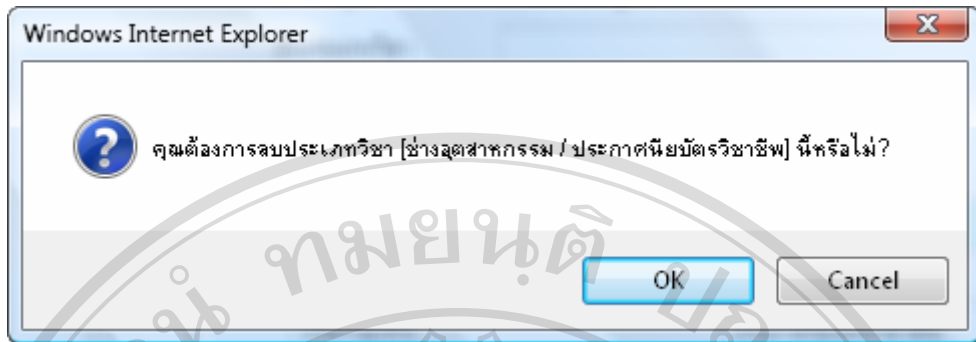 Windows Internet Explorer
คุณต้องการลบประเภทวิชา [ช่างอุตสาหกรรม / ประกาศนียบัตรวิชาชีพ] นี้หรือไม่?
OK
Cancel